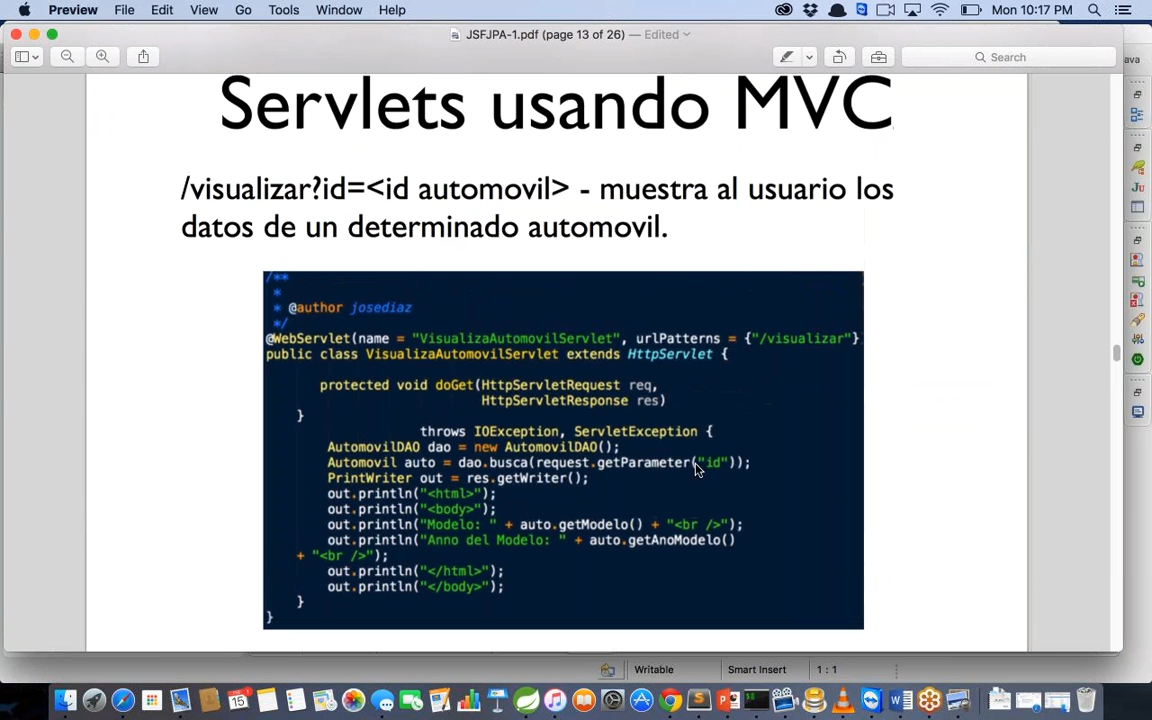 Preview File Edit View Go Tools Window Help Mon 10:17 PM
JSFJPA-1.pdf (page 13 of 26) — Edited
Search
ava
Servlets usando MVC
/visualizar?id=<id automovil> - muestra al usuario los
datos de un determinado automovil.
/**
*
* @author josediaz
*/
@WebServlet(name = "VisualizaAutomovilServlet", urlPatterns = {"/visualizar"}
public class VisualizaAutomovilServlet extends HttpServlet {
protected void doGet(HttpServletRequest req,
HttpServletResponse res)
}
throws IOException, ServletException {
AutomovilDAO dao = new AutomovilDAO();
Automovil auto = dao.busca(request.getParameter("id"));
PrintWriter out = res.getWriter();
out.println("<html>");
out.println("<body>");
out.println("Modelo: " + auto.getModelo() + "<br />");
out.println("Anno del Modelo: " + auto.getAnoModelo()
+ "<br />");
out.println("</html>");
out.println("</body>");
}
}
Writable Smart Insert 1 : 1